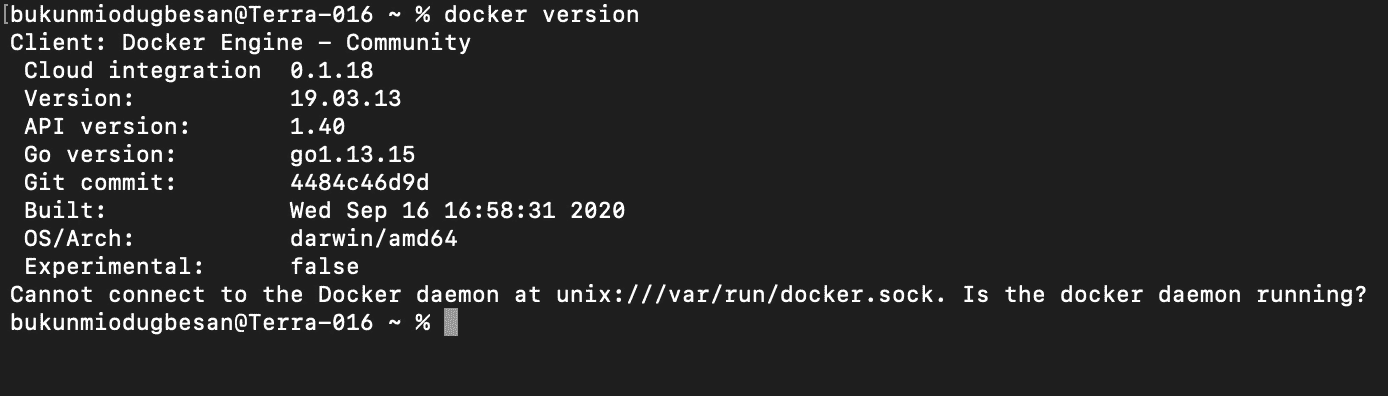 [bukunmiodugbesan@Terra-016 ~ % docker version
Client: Docker Engine – Community
Cloud integration  0.1.18
Version:           19.03.13
API version:       1.40
Go version:        go1.13.15
Git commit:        4484c46d9d
Built:             Wed Sep 16 16:58:31 2020
OS/Arch:           darwin/amd64
Experimental:      false
Cannot connect to the Docker daemon at unix:///var/run/docker.sock. Is the docker daemon running?
bukunmiodugbesan@Terra-016 ~ %